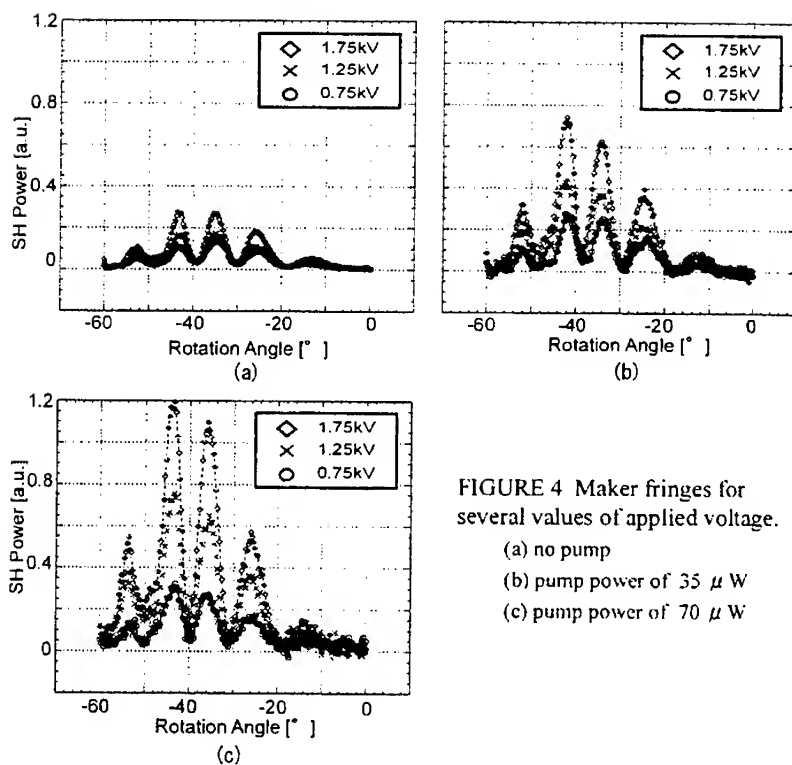 1.2
0.8
0.4
0
SH Power [a.u.]
◇ 1.75kV
× 1.25kV
○ 0.75kV
-60 -40 -20 0
Rotation Angle [° ]
(a)
◇ 1.75kV
× 1.25kV
○ 0.75kV
-60 -40 -20 0
Rotation Angle [° ]
(b)
1.2
0.8
0.4
0
SH Power [a.u.]
◇ 1.75kV
× 1.25kV
○ 0.75kV
-60 -40 -20 0
Rotation Angle [° ]
(c)
FIGURE 4 Maker fringes for
several values of applied voltage.
(a) no pump
(b) pump power of 35 μ W
(c) pump power of 70 μ W